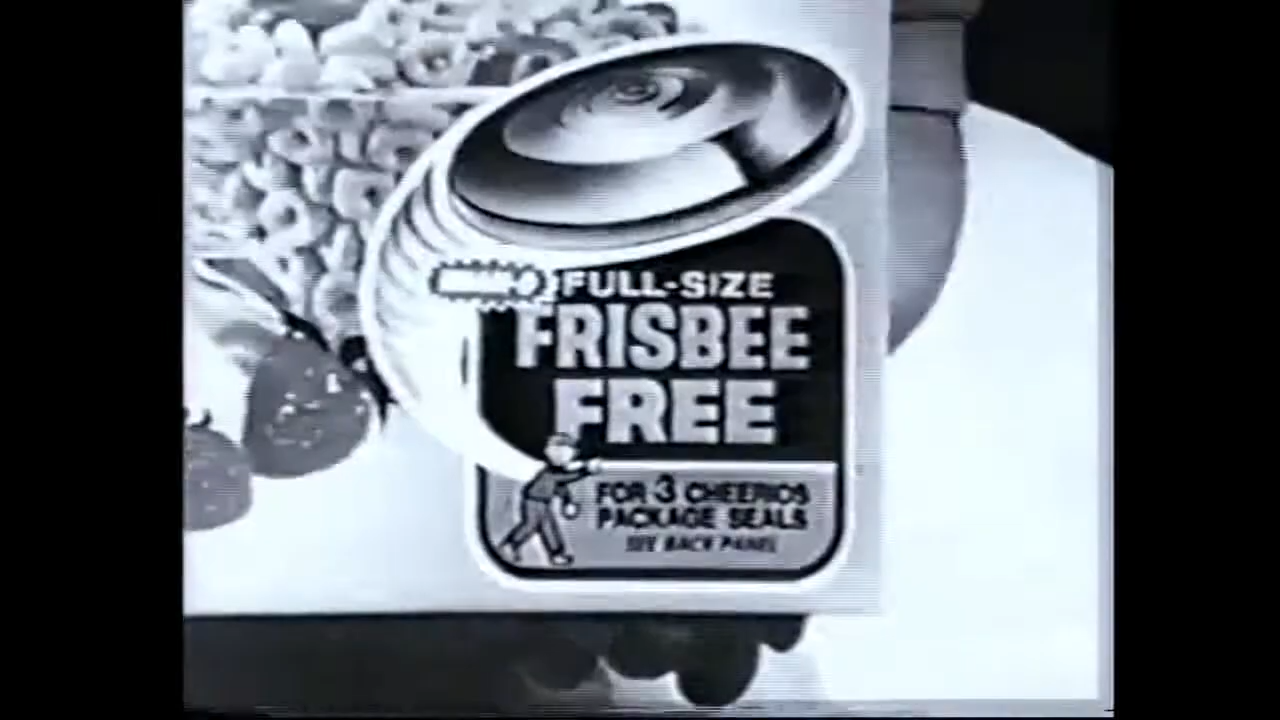 FULL-SIZE
FRISBEE
FREE
FOR 3 CHEERIOS
PACKAGE SEALS
SEE BACK PANEL